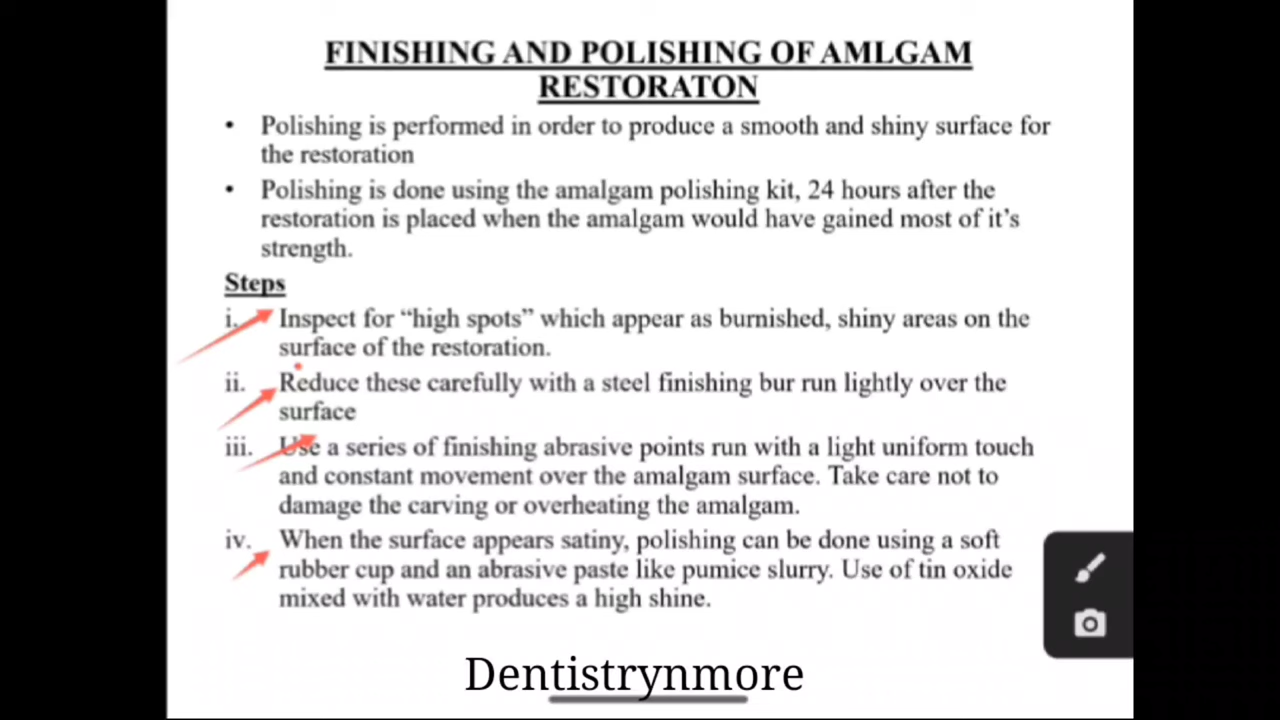 FINISHING AND POLISHING OF AMLGAM
RESTORATON
• Polishing is performed in order to produce a smooth and shiny surface for
the restoration
• Polishing is done using the amalgam polishing kit, 24 hours after the
restoration is placed when the amalgam would have gained most of it's
strength.
Steps
i. Inspect for “high spots” which appear as burnished, shiny areas on the
surface of the restoration.
ii. Reduce these carefully with a steel finishing bur run lightly over the
surface
iii. Use a series of finishing abrasive points run with a light uniform touch
and constant movement over the amalgam surface. Take care not to
damage the carving or overheating the amalgam.
iv. When the surface appears satiny, polishing can be done using a soft
rubber cup and an abrasive paste like pumice slurry. Use of tin oxide
mixed with water produces a high shine.
Dentistrynmore